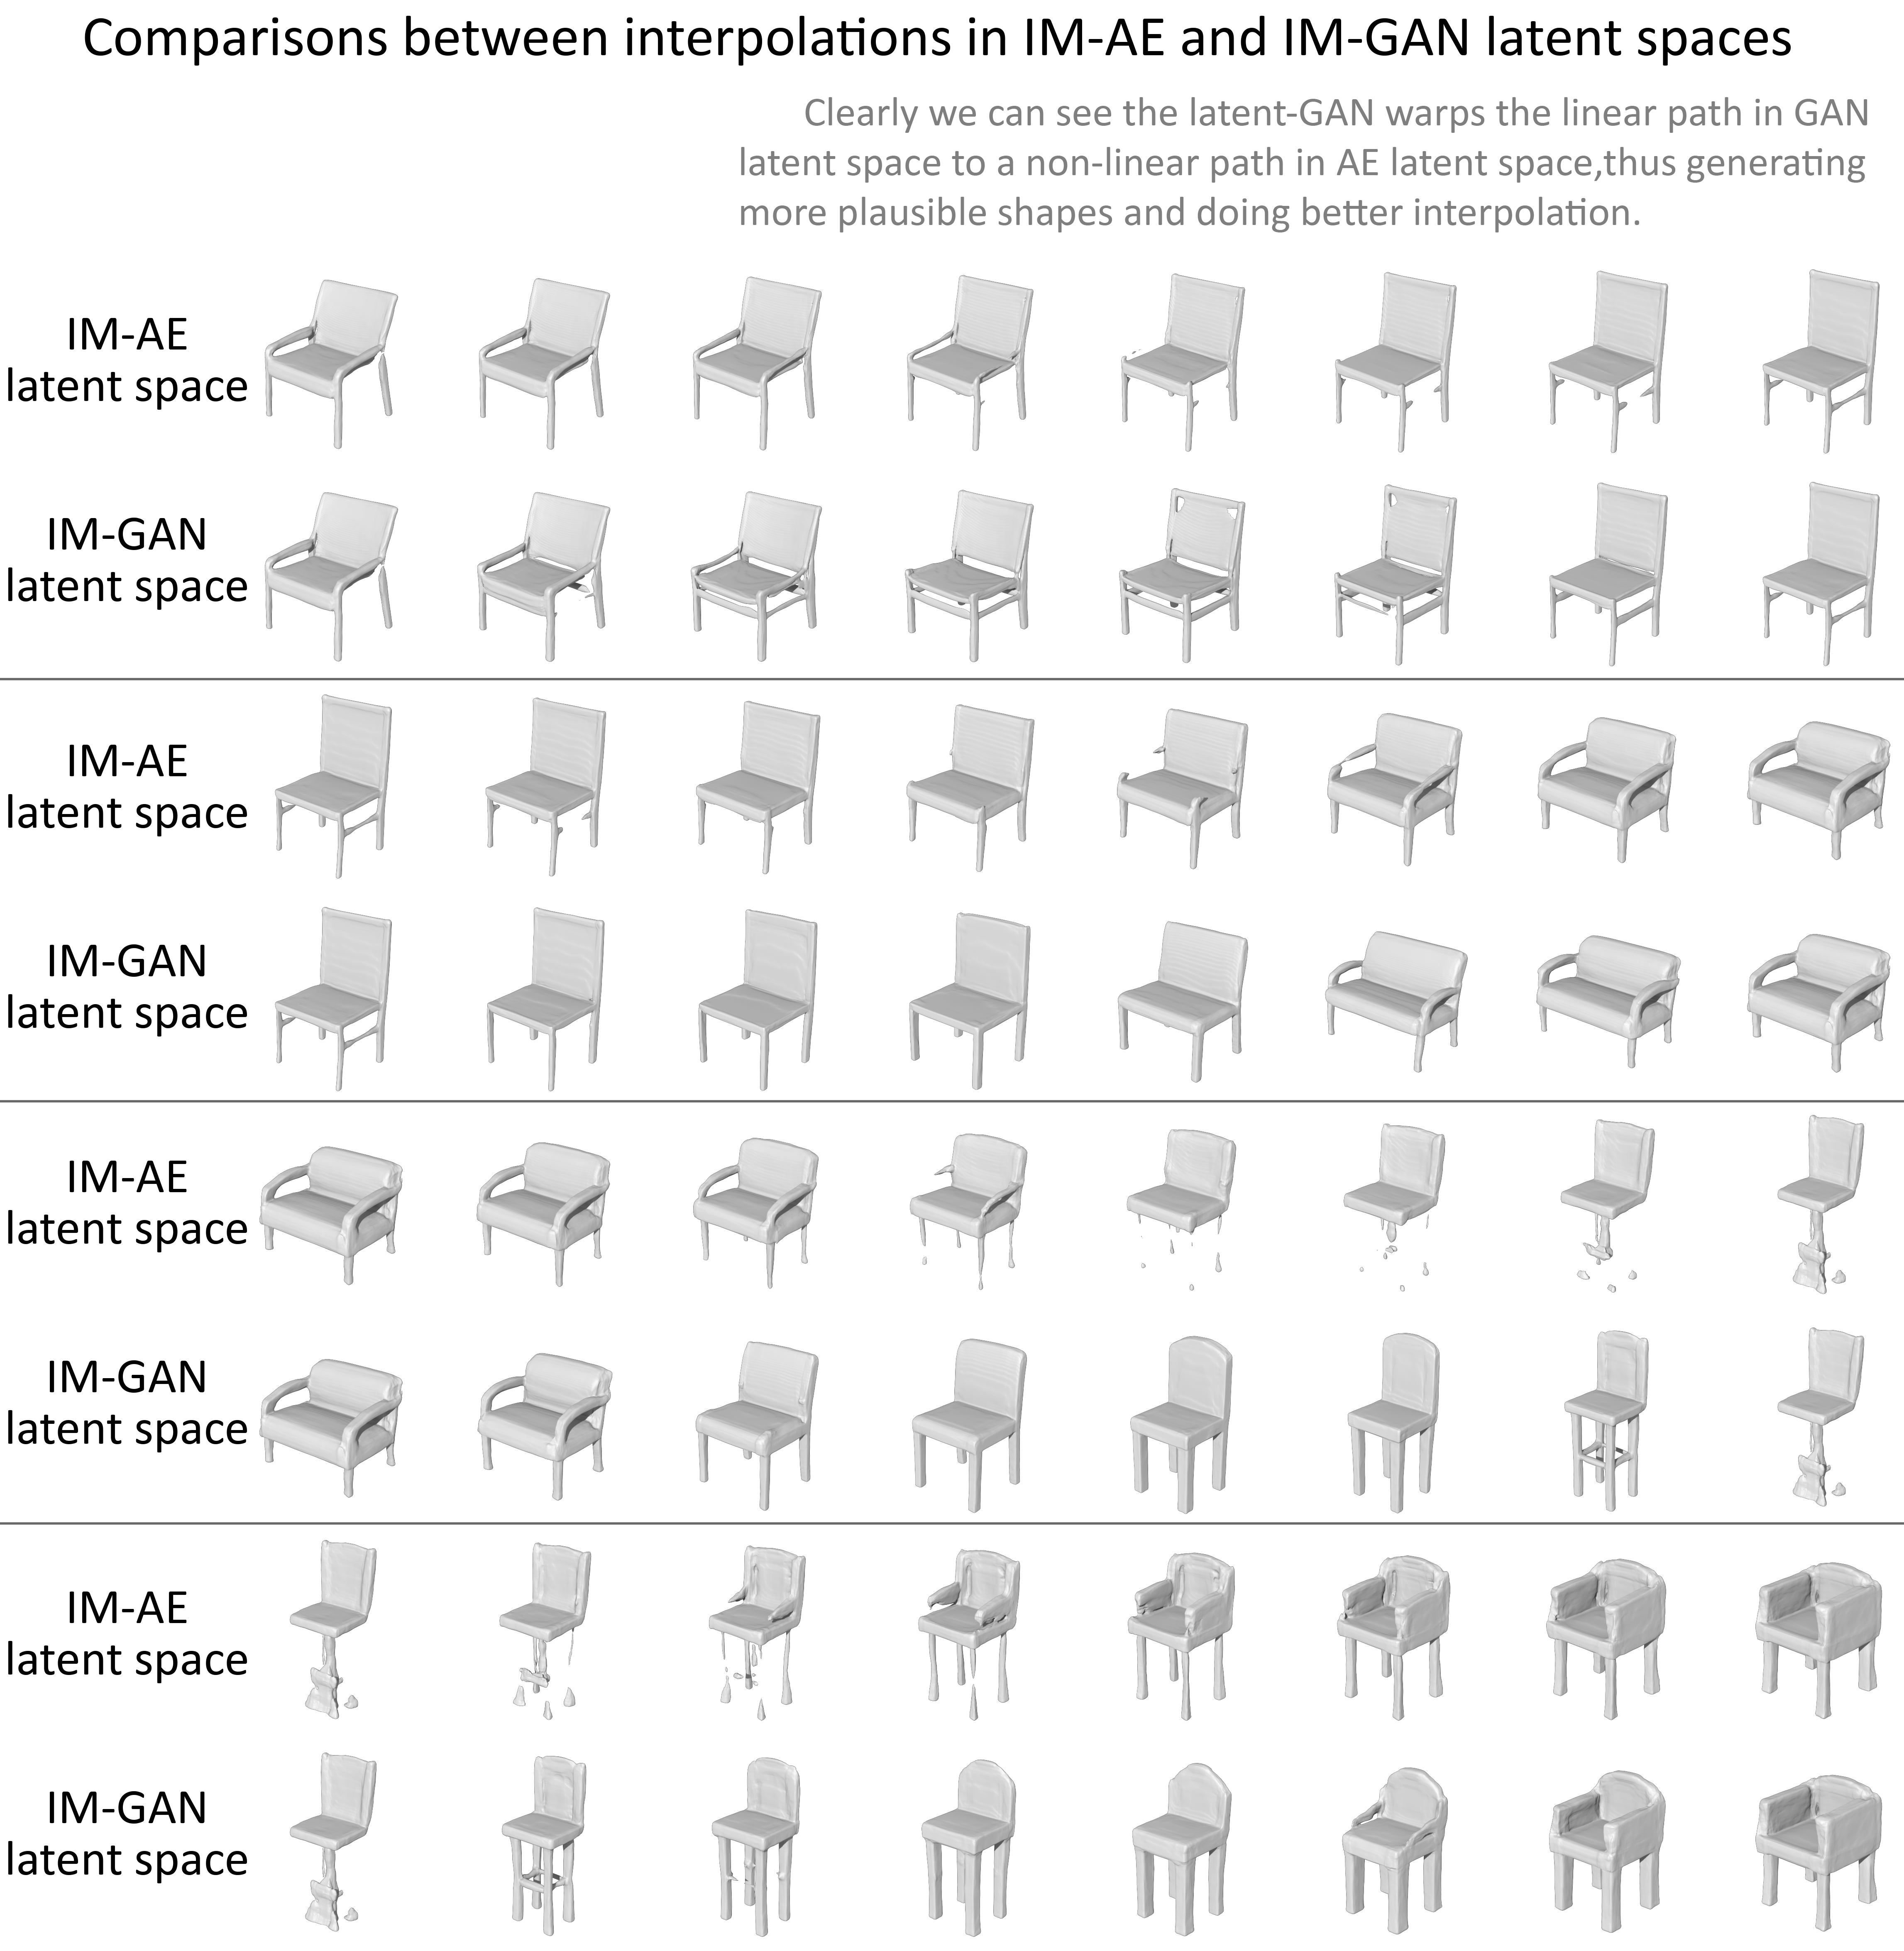 Comparisons between interpolations in IM-AE and IM-GAN latent spaces
Clearly we can see the latent-GAN warps the linear path in GAN
latent space to a non-linear path in AE latent space,thus generating
more plausible shapes and doing better interpolation.
IM-AE
latent space
IM-GAN
latent space
IM-AE
latent space
IM-GAN
latent space
IM-AE
latent space
IM-GAN
latent space
IM-AE
latent space
IM-GAN
latent space